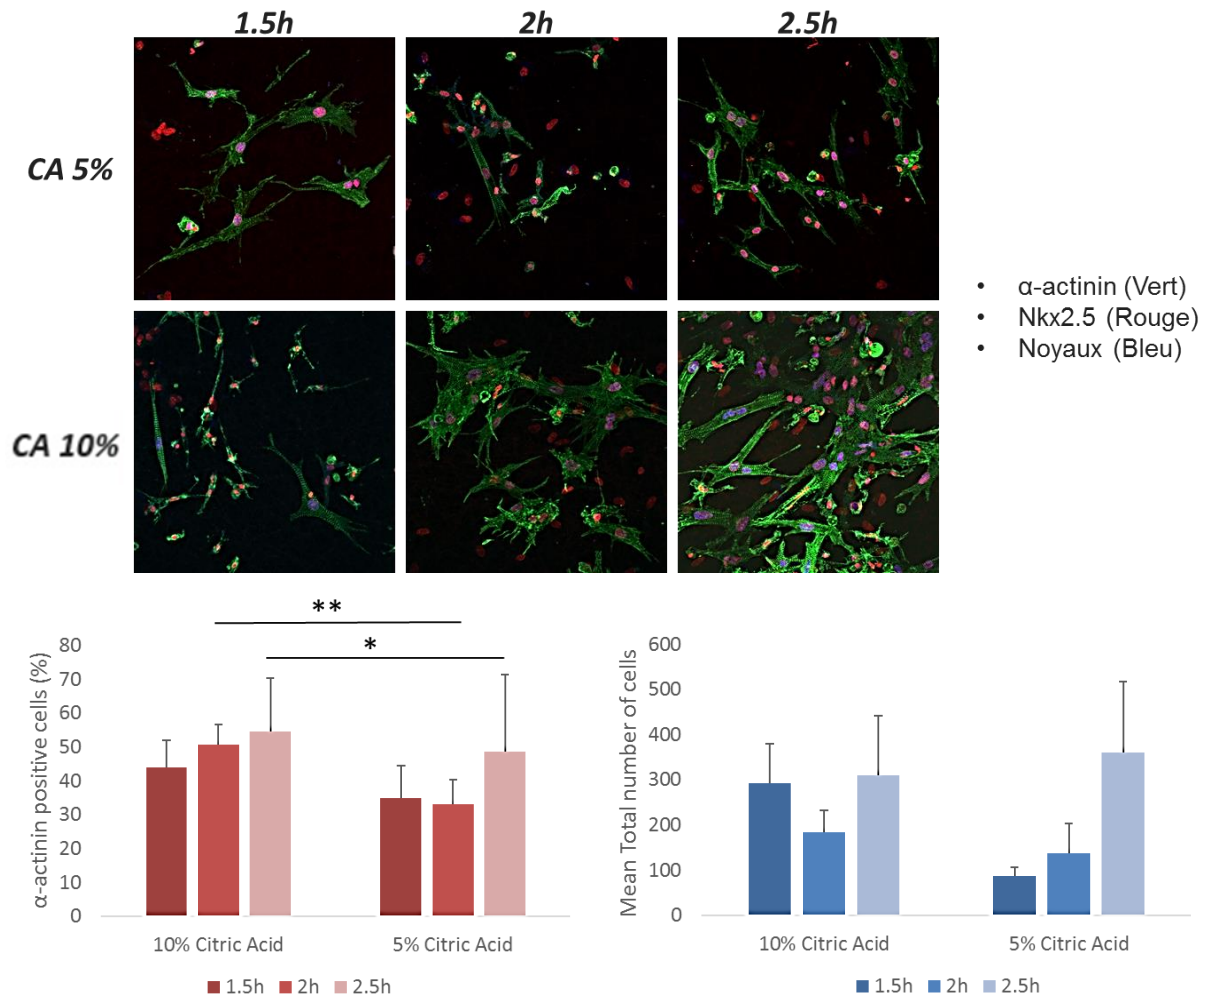 1.5h 2h 2.5h
CA 5%
• α-actinin (Vert)
• Nkx2.5 (Rouge)
• Noyaux (Bleu)
CA 10%
**
*
α-actinin positive cells (%)
80
70
60
50
40
30
20
10
0
10% Citric Acid 5% Citric Acid
1.5h 2h 2.5h
Mean Total number of cells
600
500
400
300
200
100
0
10% Citric Acid 5% Citric Acid
1.5h 2h 2.5h